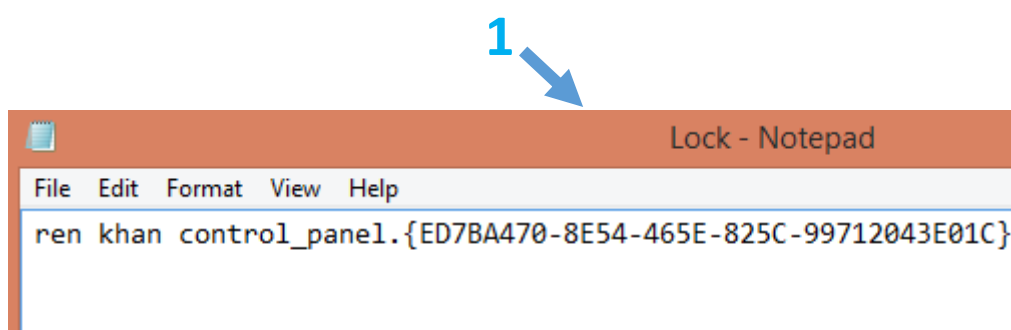 1
Lock - Notepad
File Edit Format View Help
ren khan control_panel.{ED7BA470-8E54-465E-825C-99712043E01C}